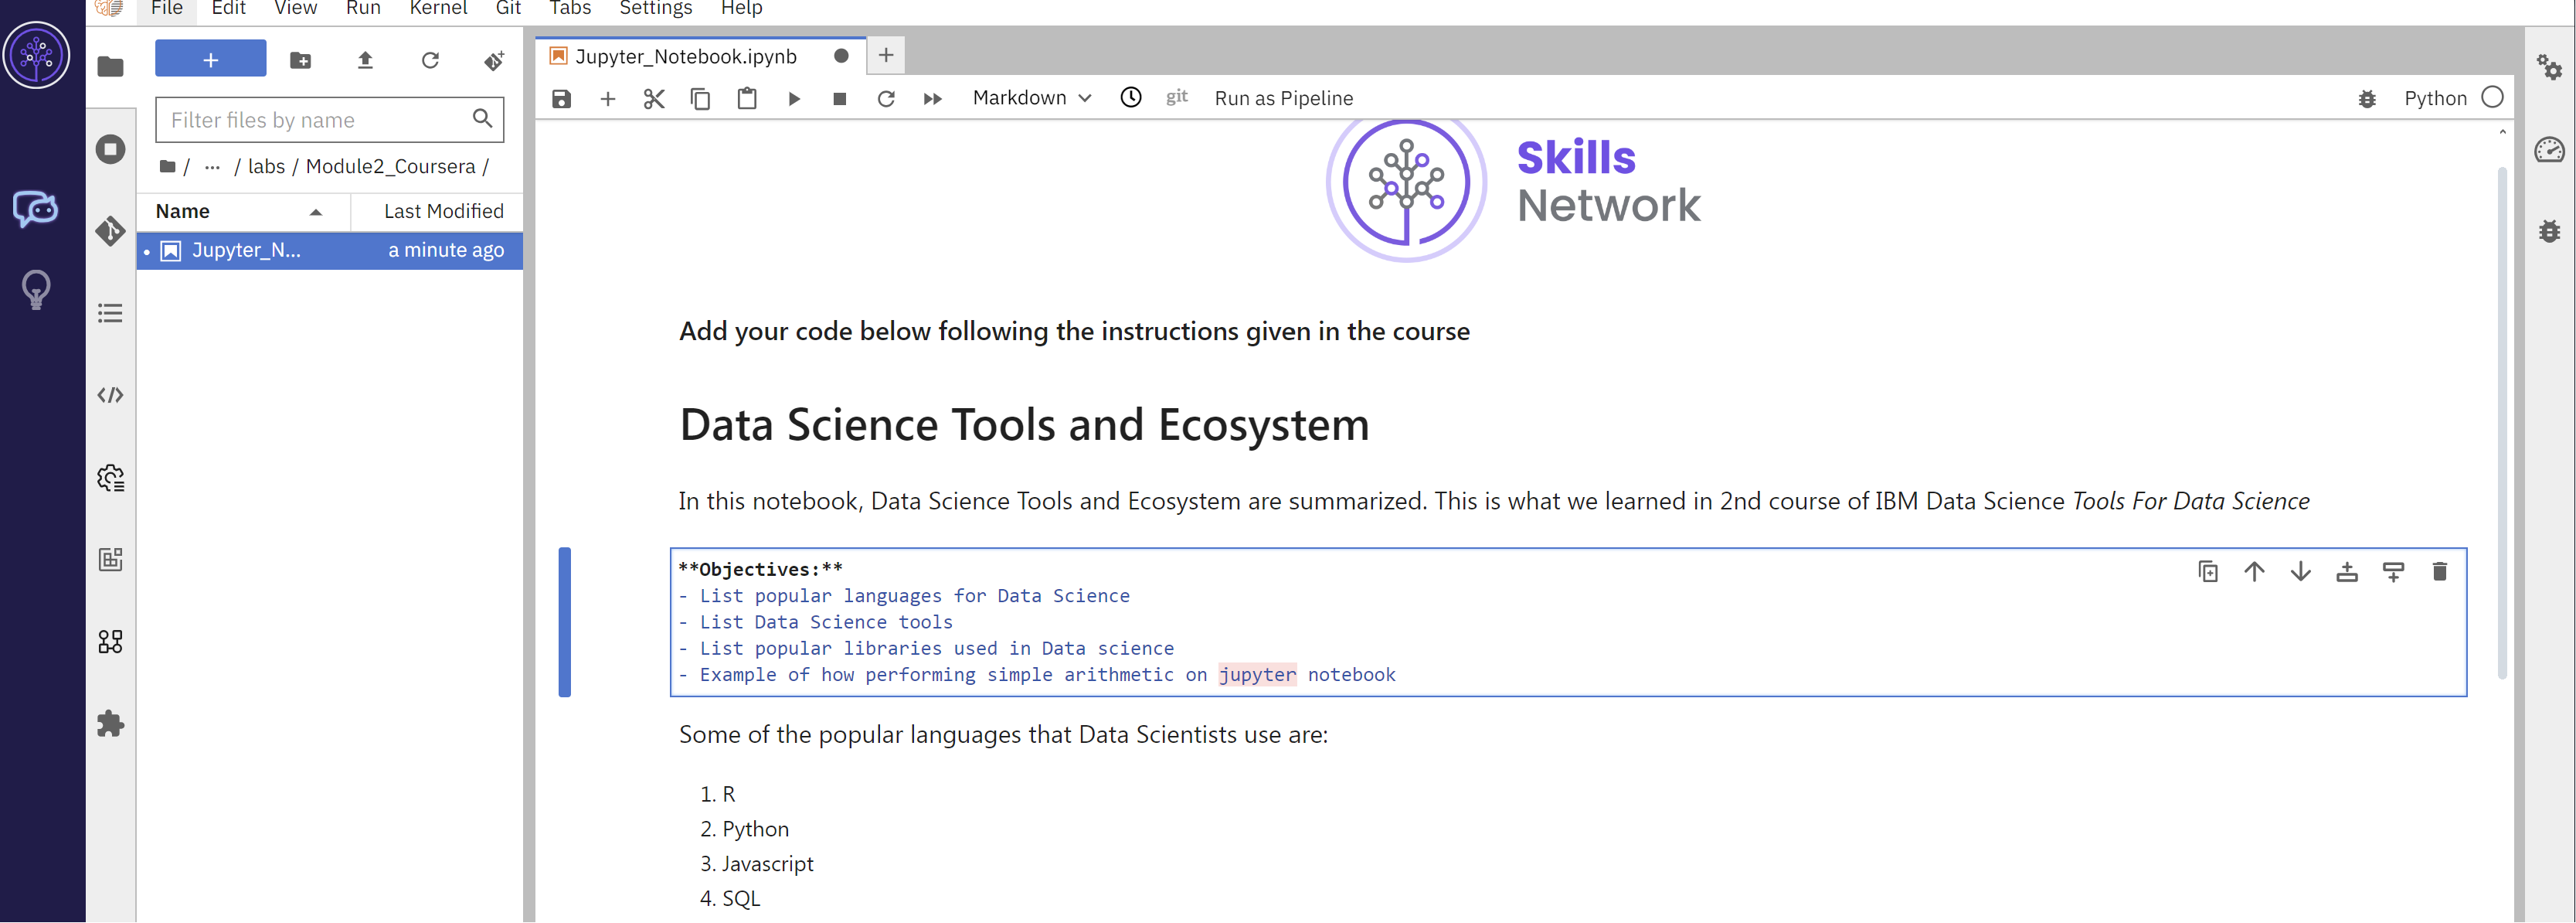 File Edit View Run Kernel Git Tabs Settings Help
+
Filter files by name
/ ··· / labs / Module2_Coursera /
Name Last Modified
Jupyter_N... a minute ago
Jupyter_Notebook.ipynb
Markdown git Run as Pipeline Python
Skills
Network
Add your code below following the instructions given in the course
Data Science Tools and Ecosystem
In this notebook, Data Science Tools and Ecosystem are summarized. This is what we learned in 2nd course of IBM Data Science Tools For Data Science
**Objectives:**
- List popular languages for Data Science
- List Data Science tools
- List popular libraries used in Data science
- Example of how performing simple arithmetic on jupyter notebook
Some of the popular languages that Data Scientists use are:
1. R
2. Python
3. Javascript
4. SQL